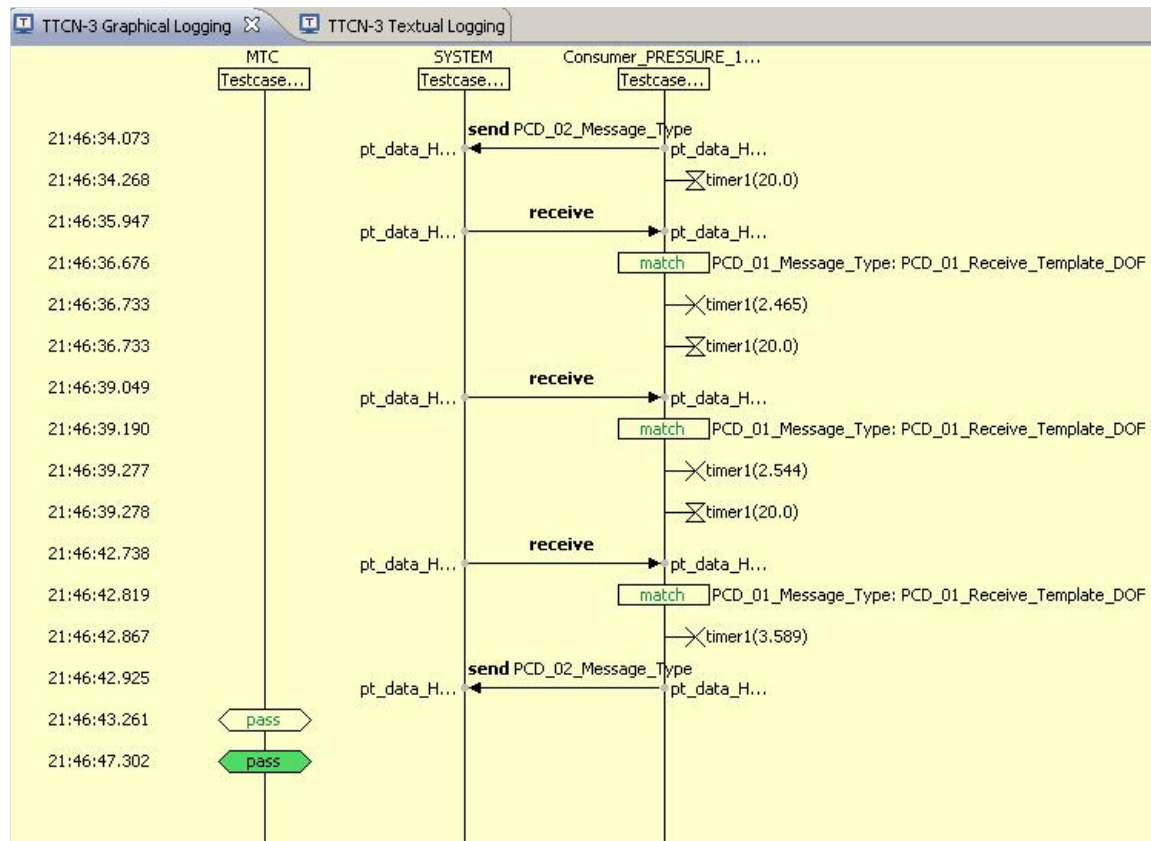 TTCN-3 Graphical Logging TTCN-3 Textual Logging
MTC SYSTEM Consumer_PRESSURE_1...
Testcase... Testcase... Testcase...
send PCD_02_Message_Type
21:46:34.073 pt_data_H... pt_data_H...
21:46:34.268 timer1(20.0)
receive
21:46:35.947 pt_data_H... pt_data_H...
21:46:36.676 match PCD_01_Message_Type: PCD_01_Receive_Template_DOF
21:46:36.733 timer1(2.465)
21:46:36.733 timer1(20.0)
receive
21:46:39.049 pt_data_H... pt_data_H...
21:46:39.190 match PCD_01_Message_Type: PCD_01_Receive_Template_DOF
21:46:39.277 timer1(2.544)
21:46:39.278 timer1(20.0)
receive
21:46:42.738 pt_data_H... pt_data_H...
21:46:42.819 match PCD_01_Message_Type: PCD_01_Receive_Template_DOF
21:46:42.867 timer1(3.589)
send PCD_02_Message_Type
21:46:42.925 pt_data_H... pt_data_H...
21:46:43.261 pass
21:46:47.302 pass